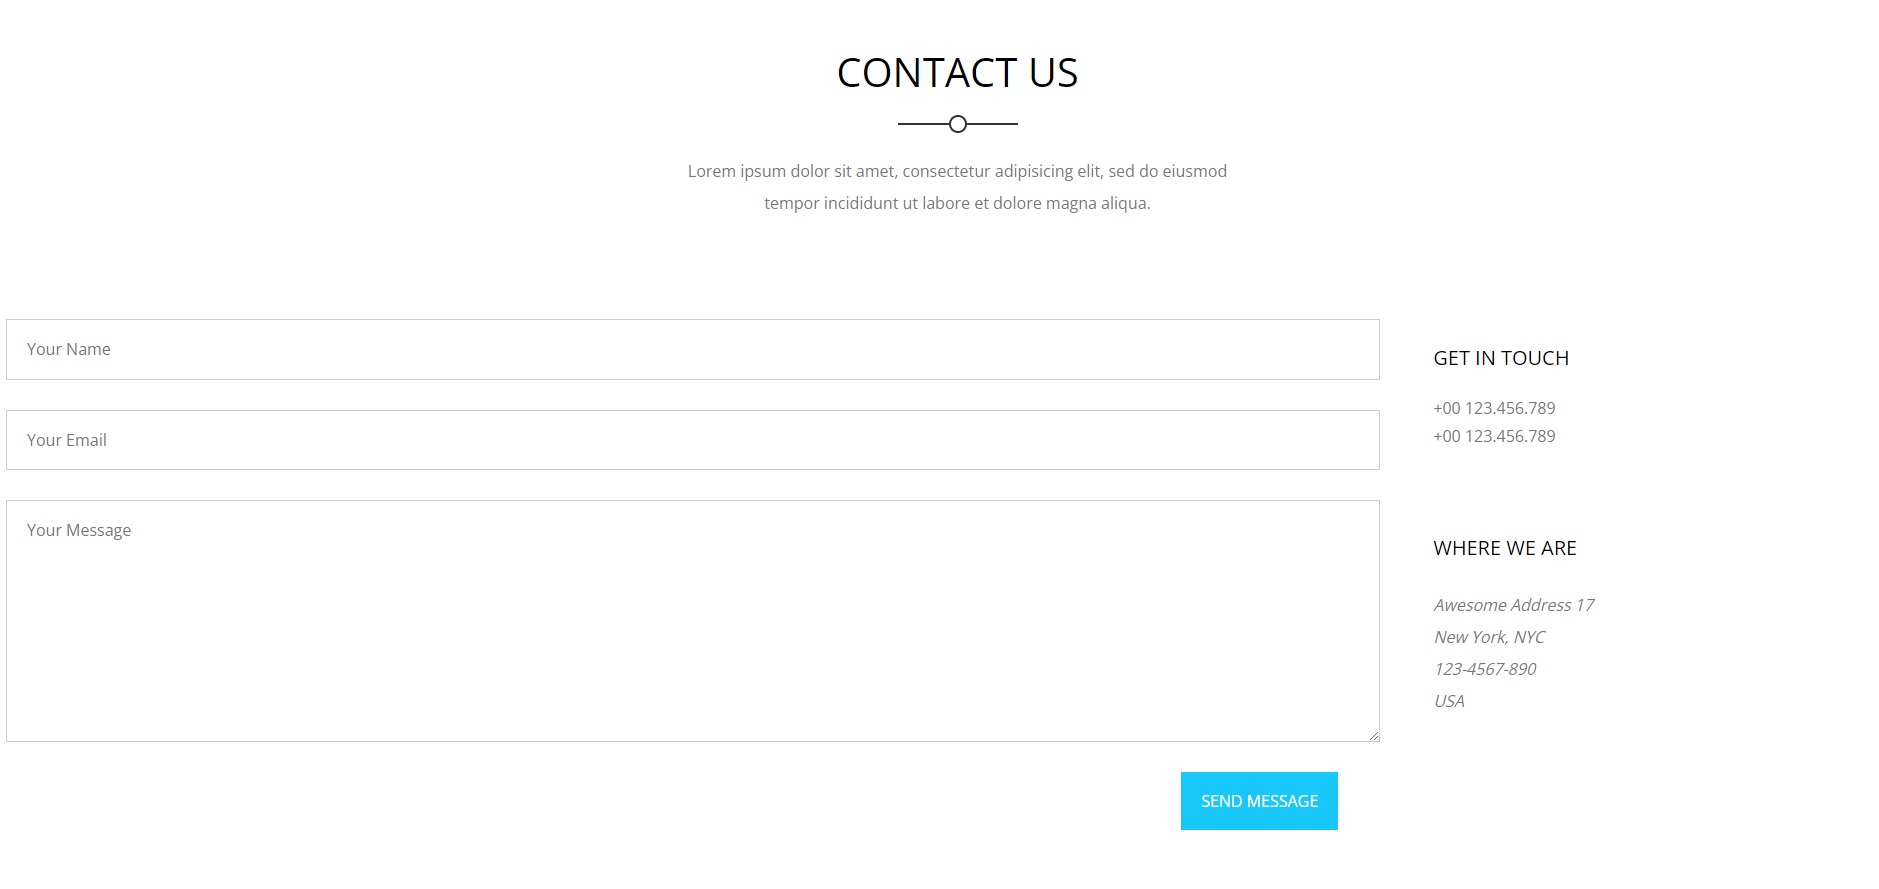 CONTACT US
Lorem ipsum dolor sit amet, consectetur adipisicing elit, sed do eiusmod
tempor incididunt ut labore et dolore magna aliqua.
Your Name
Your Email
Your Message
SEND MESSAGE
GET IN TOUCH
+00 123.456.789
+00 123.456.789
WHERE WE ARE
Awesome Address 17
New York, NYC
123-4567-890
USA